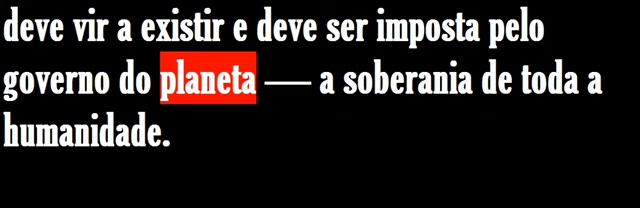 deve vir a existir e deve ser imposta pelo
governo do planeta — a soberania de toda a
humanidade.